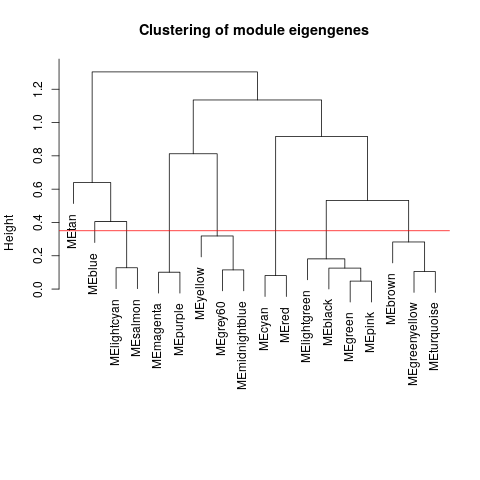 Clustering of module eigengenes
Height
1.2
1.0
0.8
0.6
0.4
0.2
0.0
MEtan
MEblue
MElightcyan
MEsalmon
MEmagenta
MEpurple
MEyellow
MEgrey60
MEmidnightblue
MEcyan
MEred
MElightgreen
MEblack
MEgreen
MEpink
MEbrown
MEgreenyellow
MEturquoise